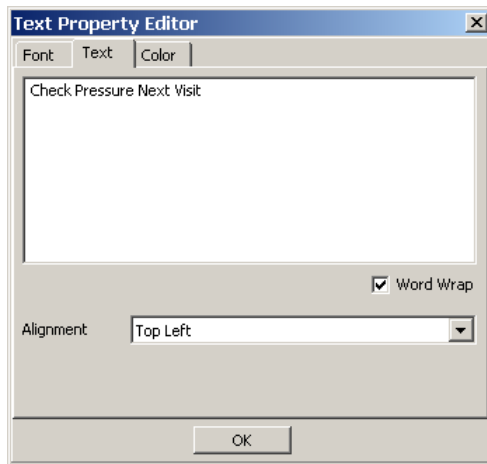 Text Property Editor
Font Text Color
Check Pressure Next Visit
Word Wrap
Alignment Top Left
OK